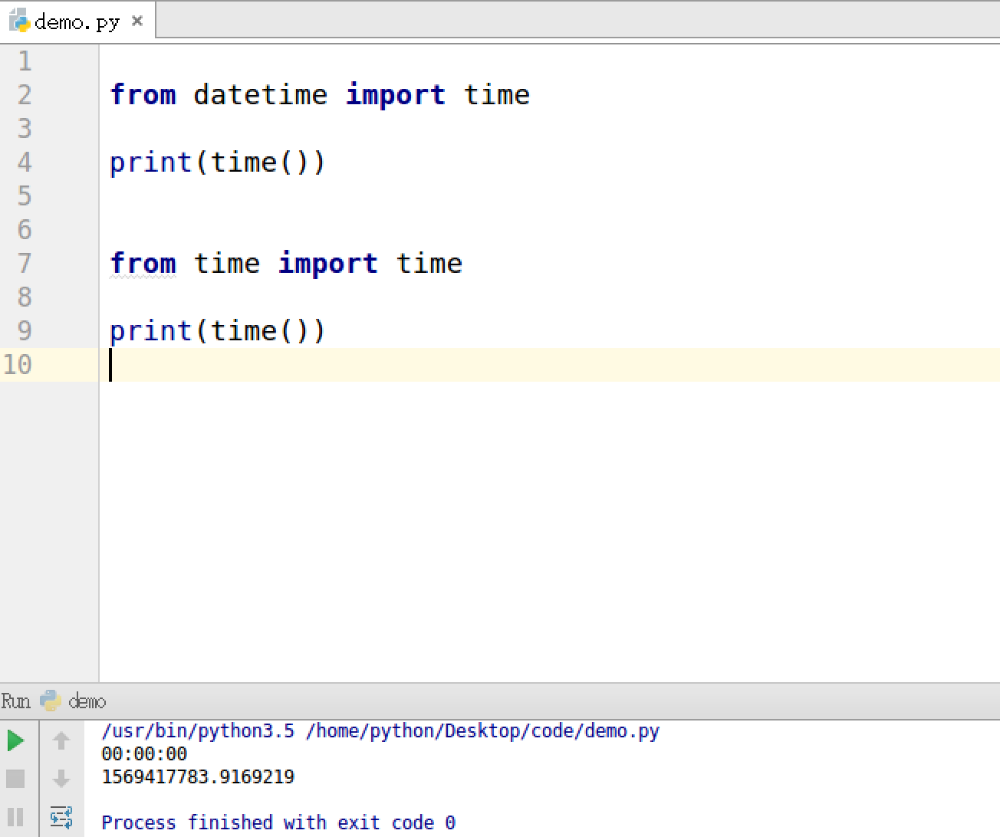 demo.py
1
2 from datetime import time
3
4 print(time())
5
6
7 from time import time
8
9 print(time())
10
Run demo
/usr/bin/python3.5 /home/python/Desktop/code/demo.py
00:00:00
1569417783.9169219
Process finished with exit code 0